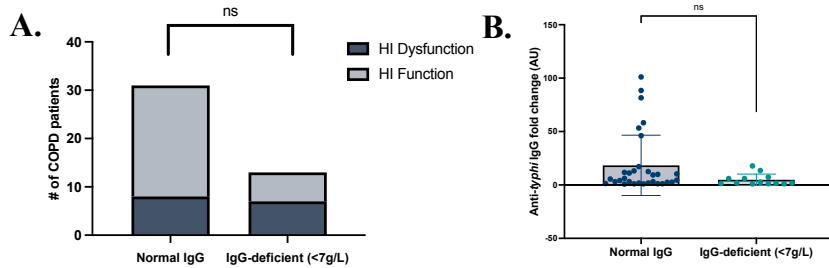 A.
ns
# of COPD patients
40
30
20
10
0
Normal IgG
IgG-deficient (<7g/L)
HI Dysfunction
HI Function
B.
ns
Anti-typhi IgG fold change (AU)
150
100
50
0
-50
Normal IgG
IgG-deficient (<7g/L)